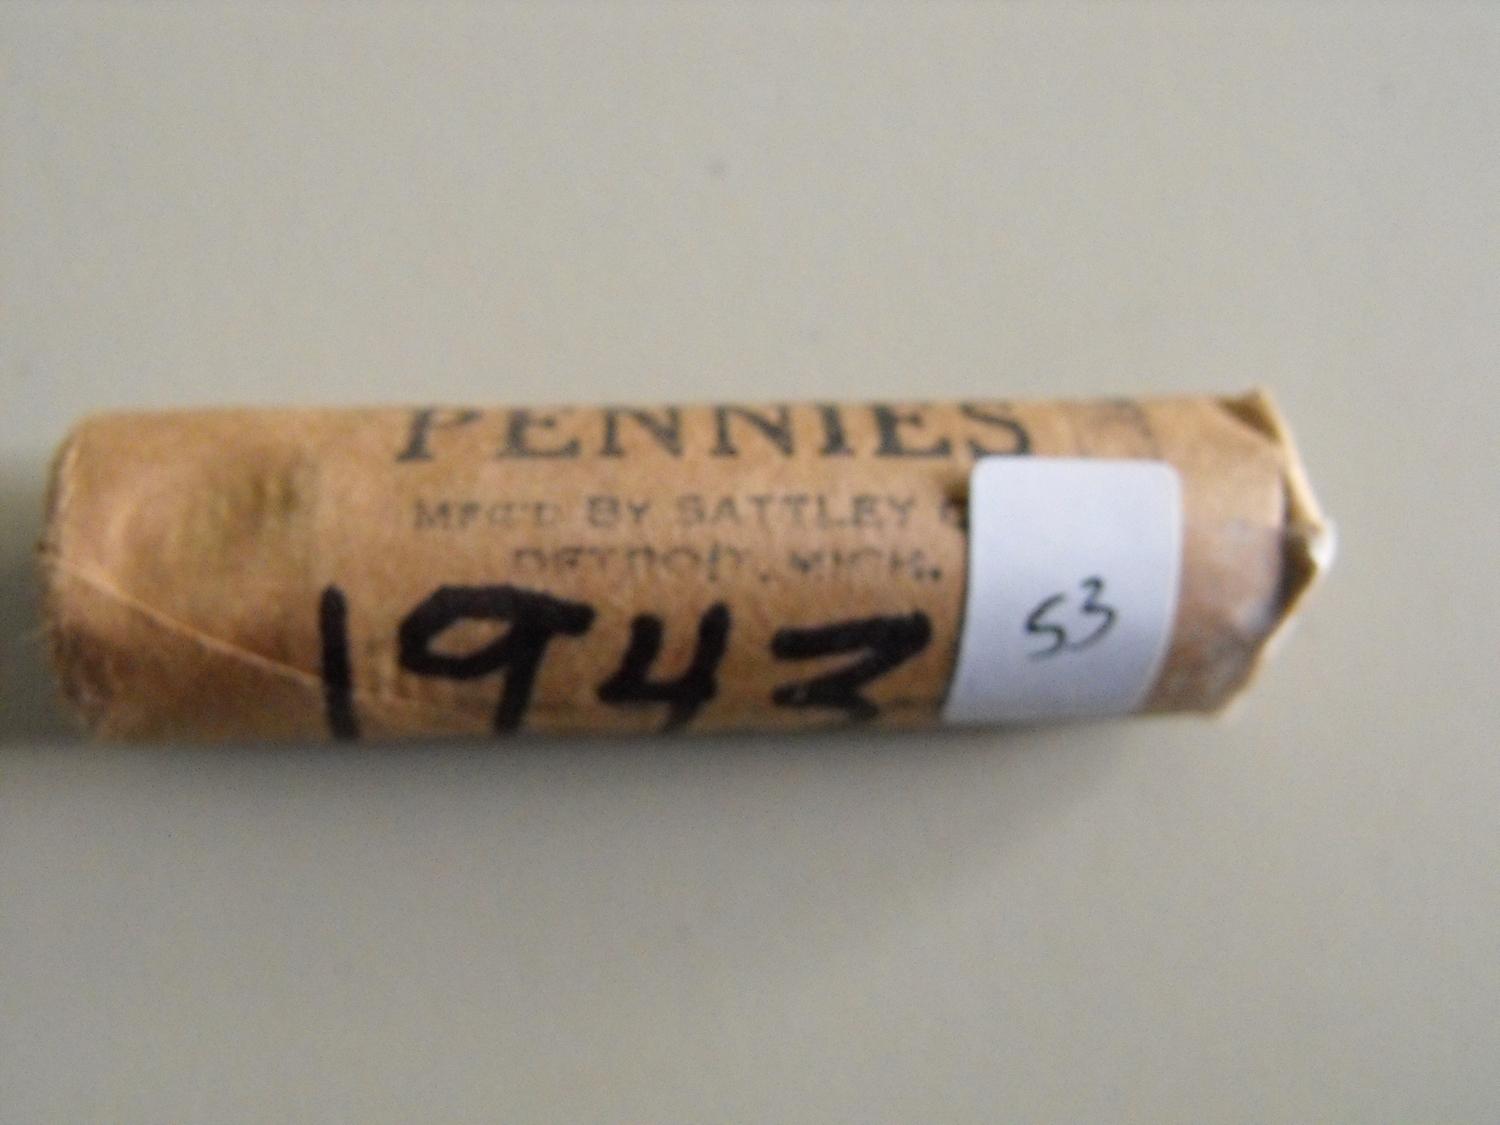 PENNIES
MFG'D BY SATTLEY
DETROIT, MICH.
1943
53